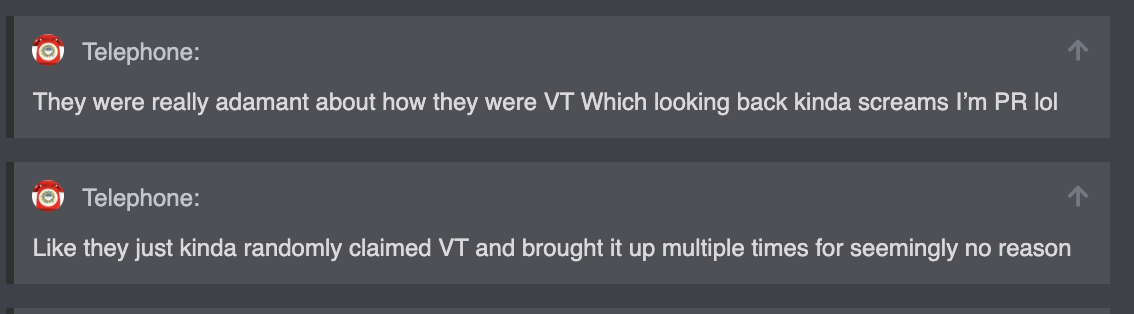 Telephone:
They were really adamant about how they were VT Which looking back kinda screams I’m PR lol
Telephone:
Like they just kinda randomly claimed VT and brought it up multiple times for seemingly no reason